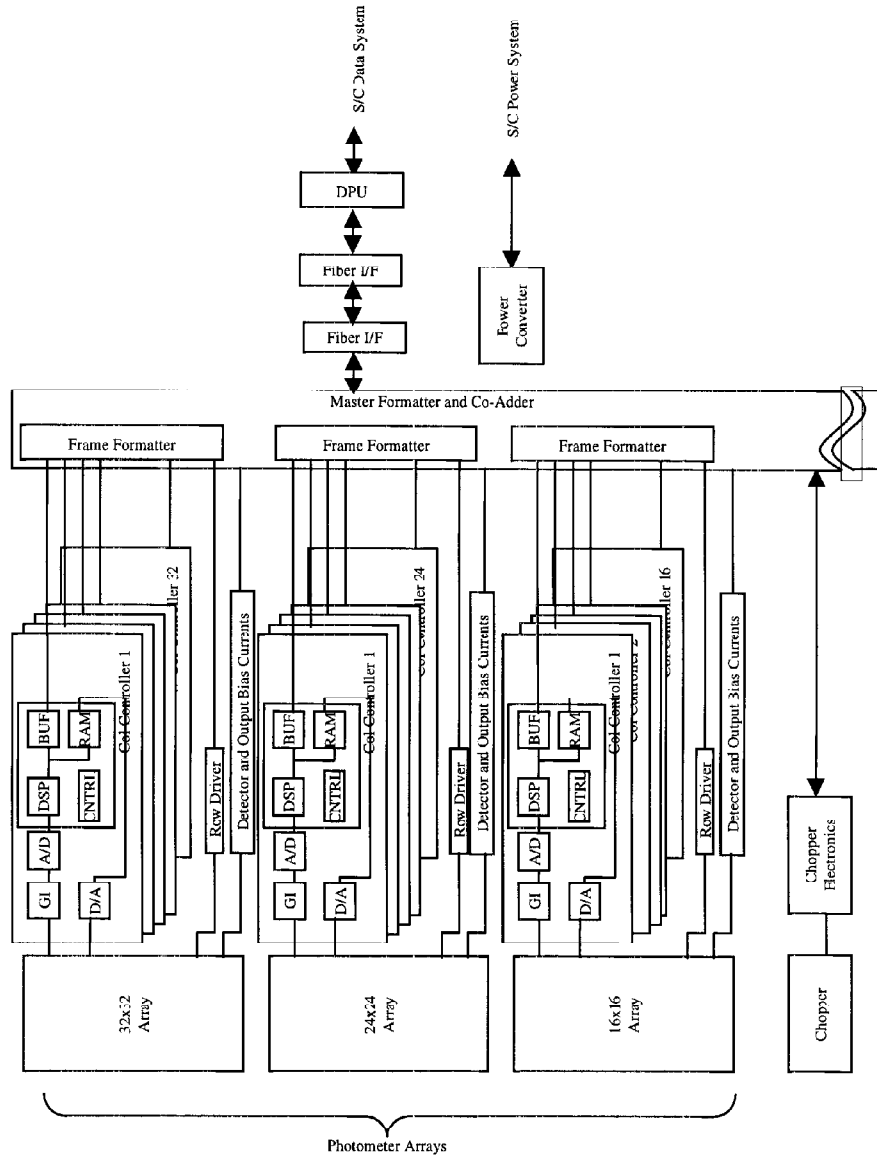 S/C Data System
S/C Power System
DPU
Fiber I/F
Fiber I/F
Power
Converter
Master Formatter and Co-Adder
Frame Formatter
Frame Formatter
Frame Formatter
Controller 32
Col Controller 1
BUF
RAM
DSP
CNTRL
A/D
GI
D/A
Row Driver
Detector and Output Bias Currents
32x32
Array
Col Controller 24
Col Controller 1
BUF
RAM
DSP
CNTRL
A/D
GI
D/A
Row Driver
Detector and Output Bias Currents
24x24
Array
Col Controller 16
Col Controller 2
Col Controller 1
BUF
RAM
DSP
CNTRL
A/D
GI
D/A
Row Driver
Detector and Output Bias Currents
16x16
Array
Chopper
Electronics
Chopper
Photometer Arrays